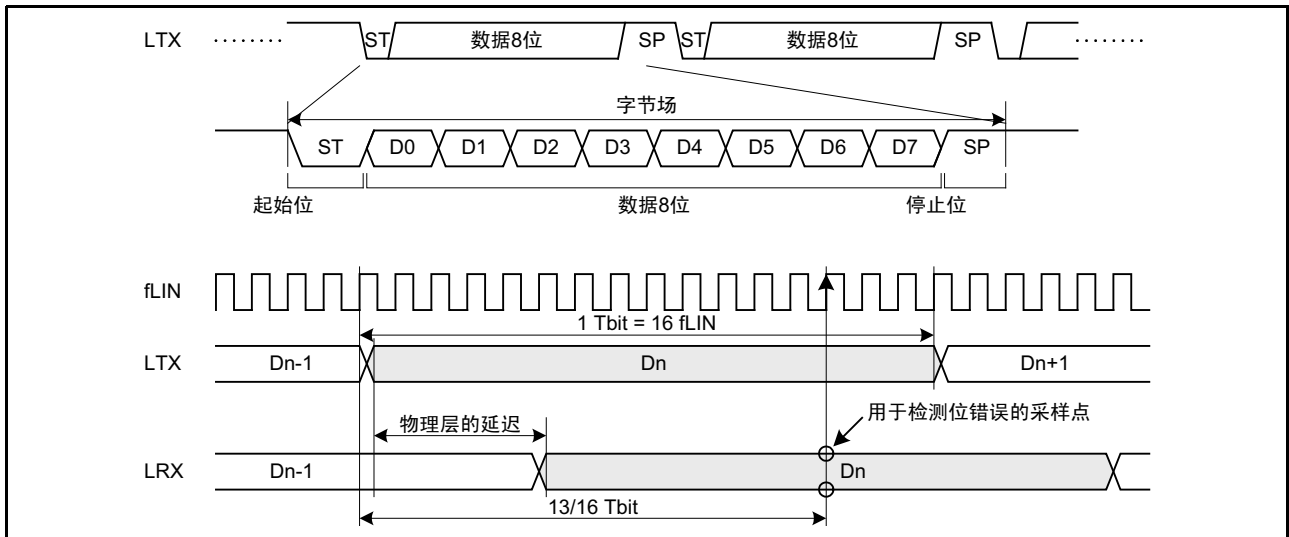 LTX ········ ST 数据8位 SP ST 数据8位 SP ········
字节场
ST D0 D1 D2 D3 D4 D5 D6 D7 SP
起始位 数据8位 停止位
fLIN
1 Tbit = 16 fLIN
LTX Dn-1 Dn Dn+1
用于检测位错误的采样点
物理层的延迟
LRX Dn-1 Dn
13/16 Tbit